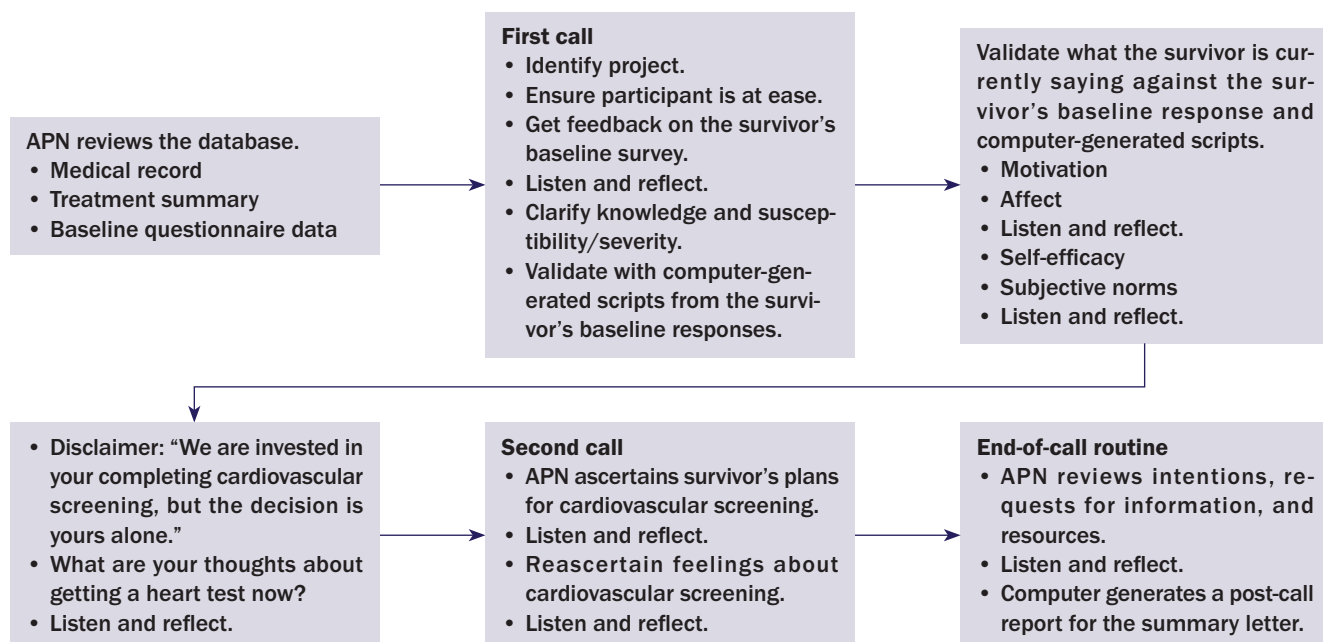 APN reviews the database.
• Medical record
• Treatment summary
• Baseline questionnaire data
First call
• Identify project.
• Ensure participant is at ease.
• Get feedback on the survivor's
baseline survey.
• Listen and reflect.
• Clarify knowledge and suscep-
tibility/severity.
• Validate with computer-gen-
erated scripts from the survi-
vor's baseline responses.
Validate what the survivor is cur-
rently saying against the sur-
vivor's baseline response and
computer-generated scripts.
• Motivation
• Affect
• Listen and reflect.
• Self-efficacy
• Subjective norms
• Listen and reflect.
• Disclaimer: “We are invested in
your completing cardiovascular
screening, but the decision is
yours alone.”
• What are your thoughts about
getting a heart test now?
• Listen and reflect.
Second call
• APN ascertains survivor's plans
for cardiovascular screening.
• Listen and reflect.
• Reascertain feelings about
cardiovascular screening.
• Listen and reflect.
End-of-call routine
• APN reviews intentions, re-
quests for information, and
resources.
• Listen and reflect.
• Computer generates a post-call
report for the summary letter.